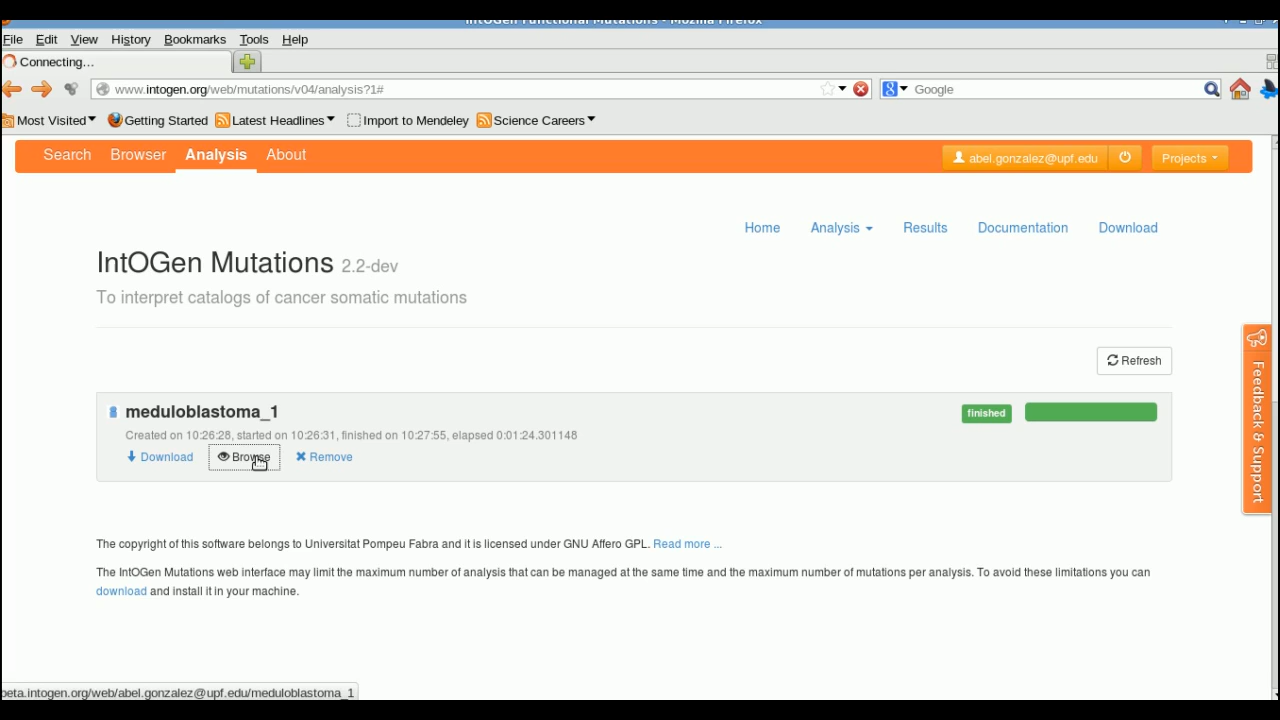 IntOGen Functional Mutations - Mozilla Firefox
File Edit View History Bookmarks Tools Help
Connecting...
www.intogen.org/web/mutations/v04/analysis?1# Google
Most Visited Getting Started Latest Headlines Import to Mendeley Science Careers
Search Browser Analysis About abel.gonzalez@upf.edu Projects
Home Analysis Results Documentation Download
IntOGen Mutations 2.2-dev
To interpret catalogs of cancer somatic mutations
Refresh
meduloblastoma_1 finished
Created on 10:26:28, started on 10:26:31, finished on 10:27:55, elapsed 0:01:24.301148
Download Browse Remove
Feedback & Support
The copyright of this software belongs to Universitat Pompeu Fabra and it is licensed under GNU Affero GPL. Read more ...
The IntOGen Mutations web interface may limit the maximum number of analysis that can be managed at the same time and the maximum number of mutations per analysis. To avoid these limitations you can
download and install it in your machine.
beta.intogen.org/web/abel.gonzalez@upf.edu/meduloblastoma_1